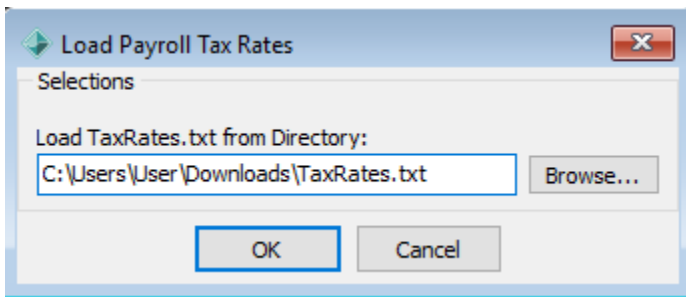 Load Payroll Tax Rates
Selections
Load TaxRates.txt from Directory:
C:\Users\User\Downloads\TaxRates.txt
Browse...
OK
Cancel